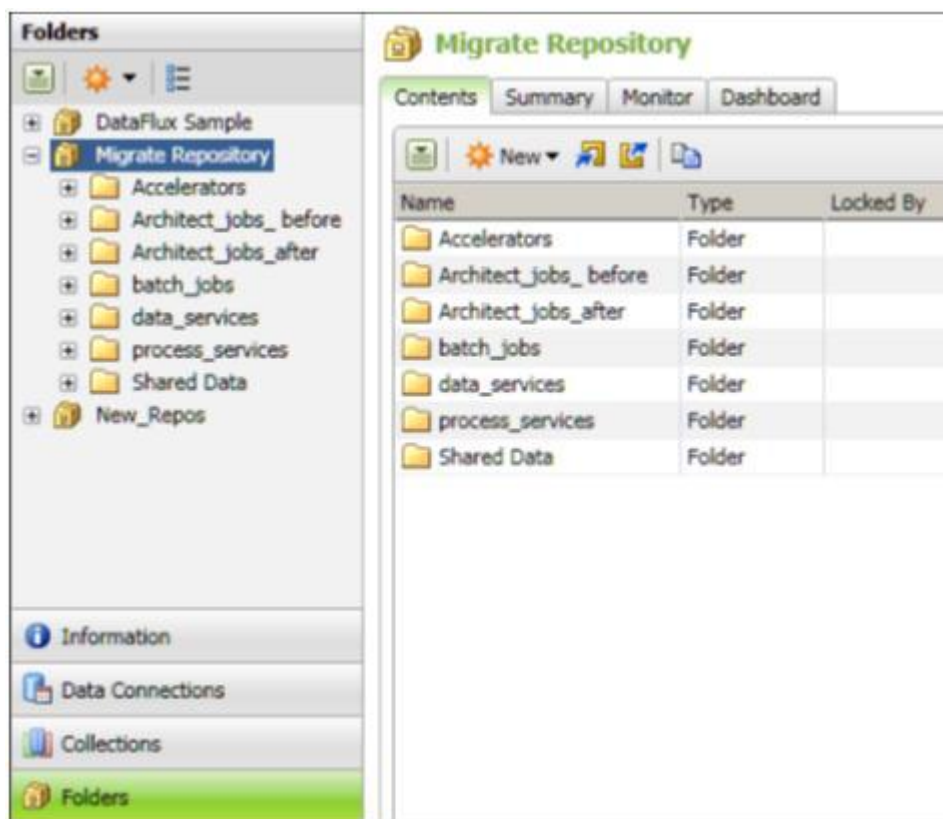 Folders
DataFlux Sample
Migrate Repository
Accelerators
Architect_jobs_ before
Architect_jobs_after
batch_jobs
data_services
process_services
Shared Data
New_Repos
Information
Data Connections
Collections
Folders
Migrate Repository
Contents Summary Monitor Dashboard
New
Name Type Locked By
Accelerators Folder
Architect_jobs_ before Folder
Architect_jobs_after Folder
batch_jobs Folder
data_services Folder
process_services Folder
Shared Data Folder